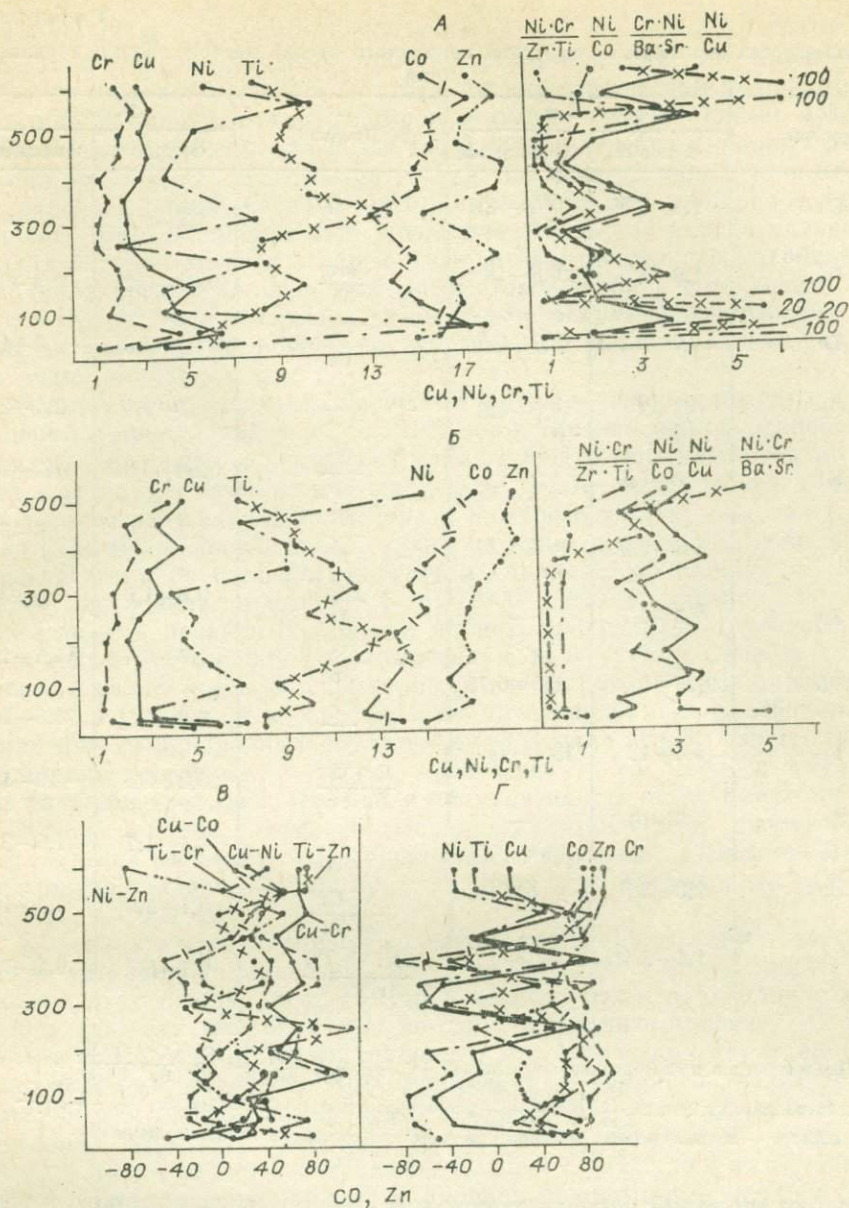 А
Cr Cu Ni Ti Co Zn Ni·Cr/Zr·Ti Ni/Co Cr·Ni/Ba·Sr Ni/Cu
100
100
500
300
100
100
20 20
100
1 5 9 13 17 1 3 5
Cu, Ni, Cr, Ti
Б
Cr Cu Ti Ni Co Zn Ni·Cr/Zr·Ti Ni/Co Ni/Cu Ni·Cr/Ba·Sr
500
300
100
1 5 9 13 1 3 5
Cu, Ni, Cr, Ti
В Г
Cu-Co
Ti-Cr Cu-Ni Ti-Zn Ni Ti Cu Co Zn Cr
Ni-Zn
Cu-Cr
500
300
100
-80 -40 0 40 80 -80 -40 0 40 80
CO, Zn